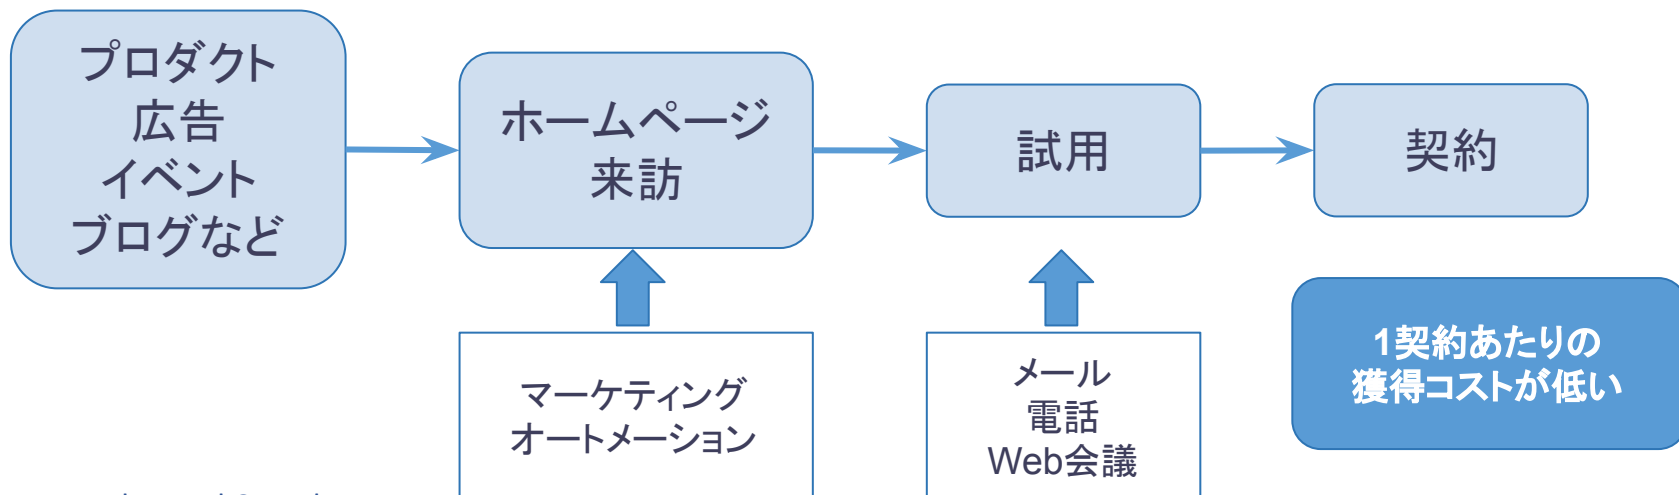 プロダクト
広告
イベント
ブログなど
ホームページ
来訪
試用
契約
マーケティング
オートメーション
メール
電話
Web会議
1契約あたりの
獲得コストが低い